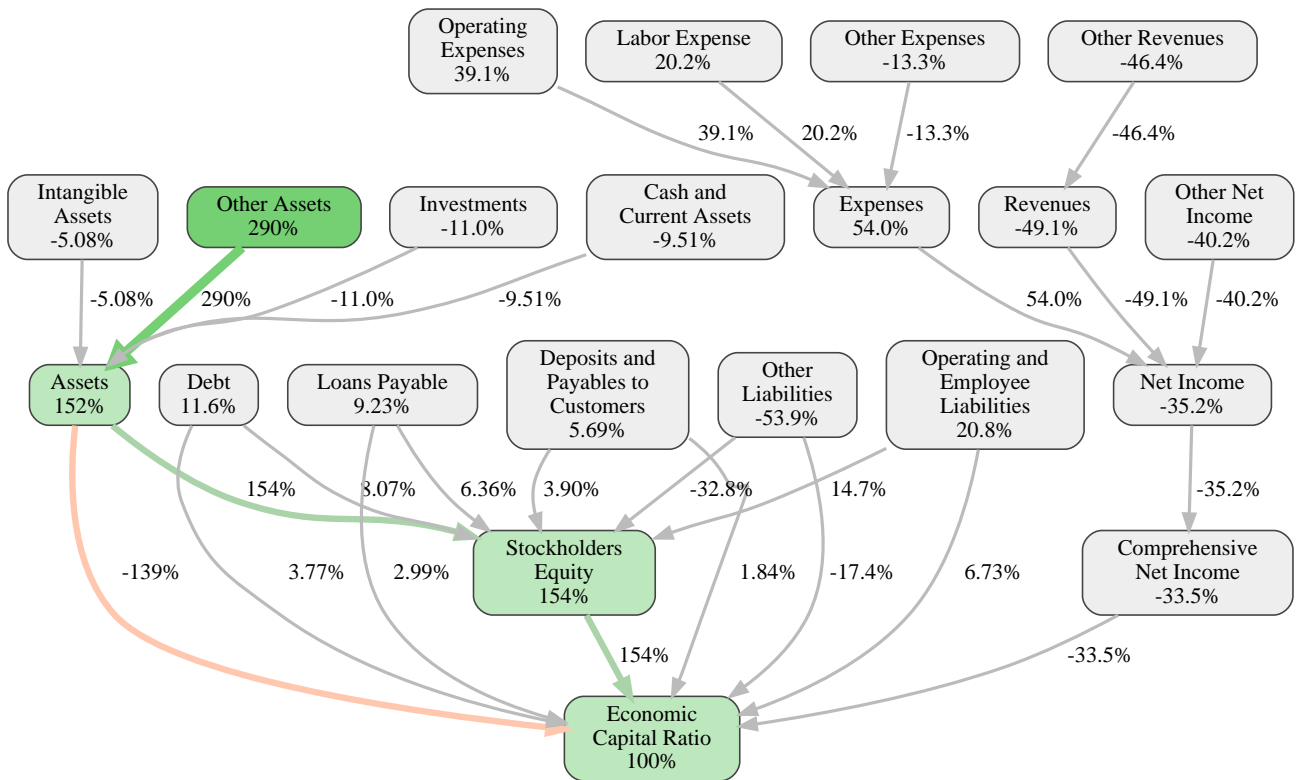 Operating
Expenses
39.1%
Labor Expense
20.2%
Other Expenses
-13.3%
Other Revenues
-46.4%
39.1%
20.2%
-13.3%
-46.4%
Intangible
Assets
-5.08%
Other Assets
290%
Investments
-11.0%
Cash and
Current Assets
-9.51%
Expenses
54.0%
Revenues
-49.1%
Other Net
Income
-40.2%
-5.08%
290%
-11.0%
-9.51%
54.0%
-49.1%
-40.2%
Assets
152%
Debt
11.6%
Loans Payable
9.23%
Deposits and
Payables to
Customers
5.69%
Other
Liabilities
-53.9%
Operating and
Employee
Liabilities
20.8%
Net Income
-35.2%
154%
8.07%
6.36%
3.90%
-32.8%
14.7%
-35.2%
Stockholders
Equity
154%
Comprehensive
Net Income
-33.5%
-139%
3.77%
2.99%
1.84%
-17.4%
6.73%
154%
-33.5%
Economic
Capital Ratio
100%